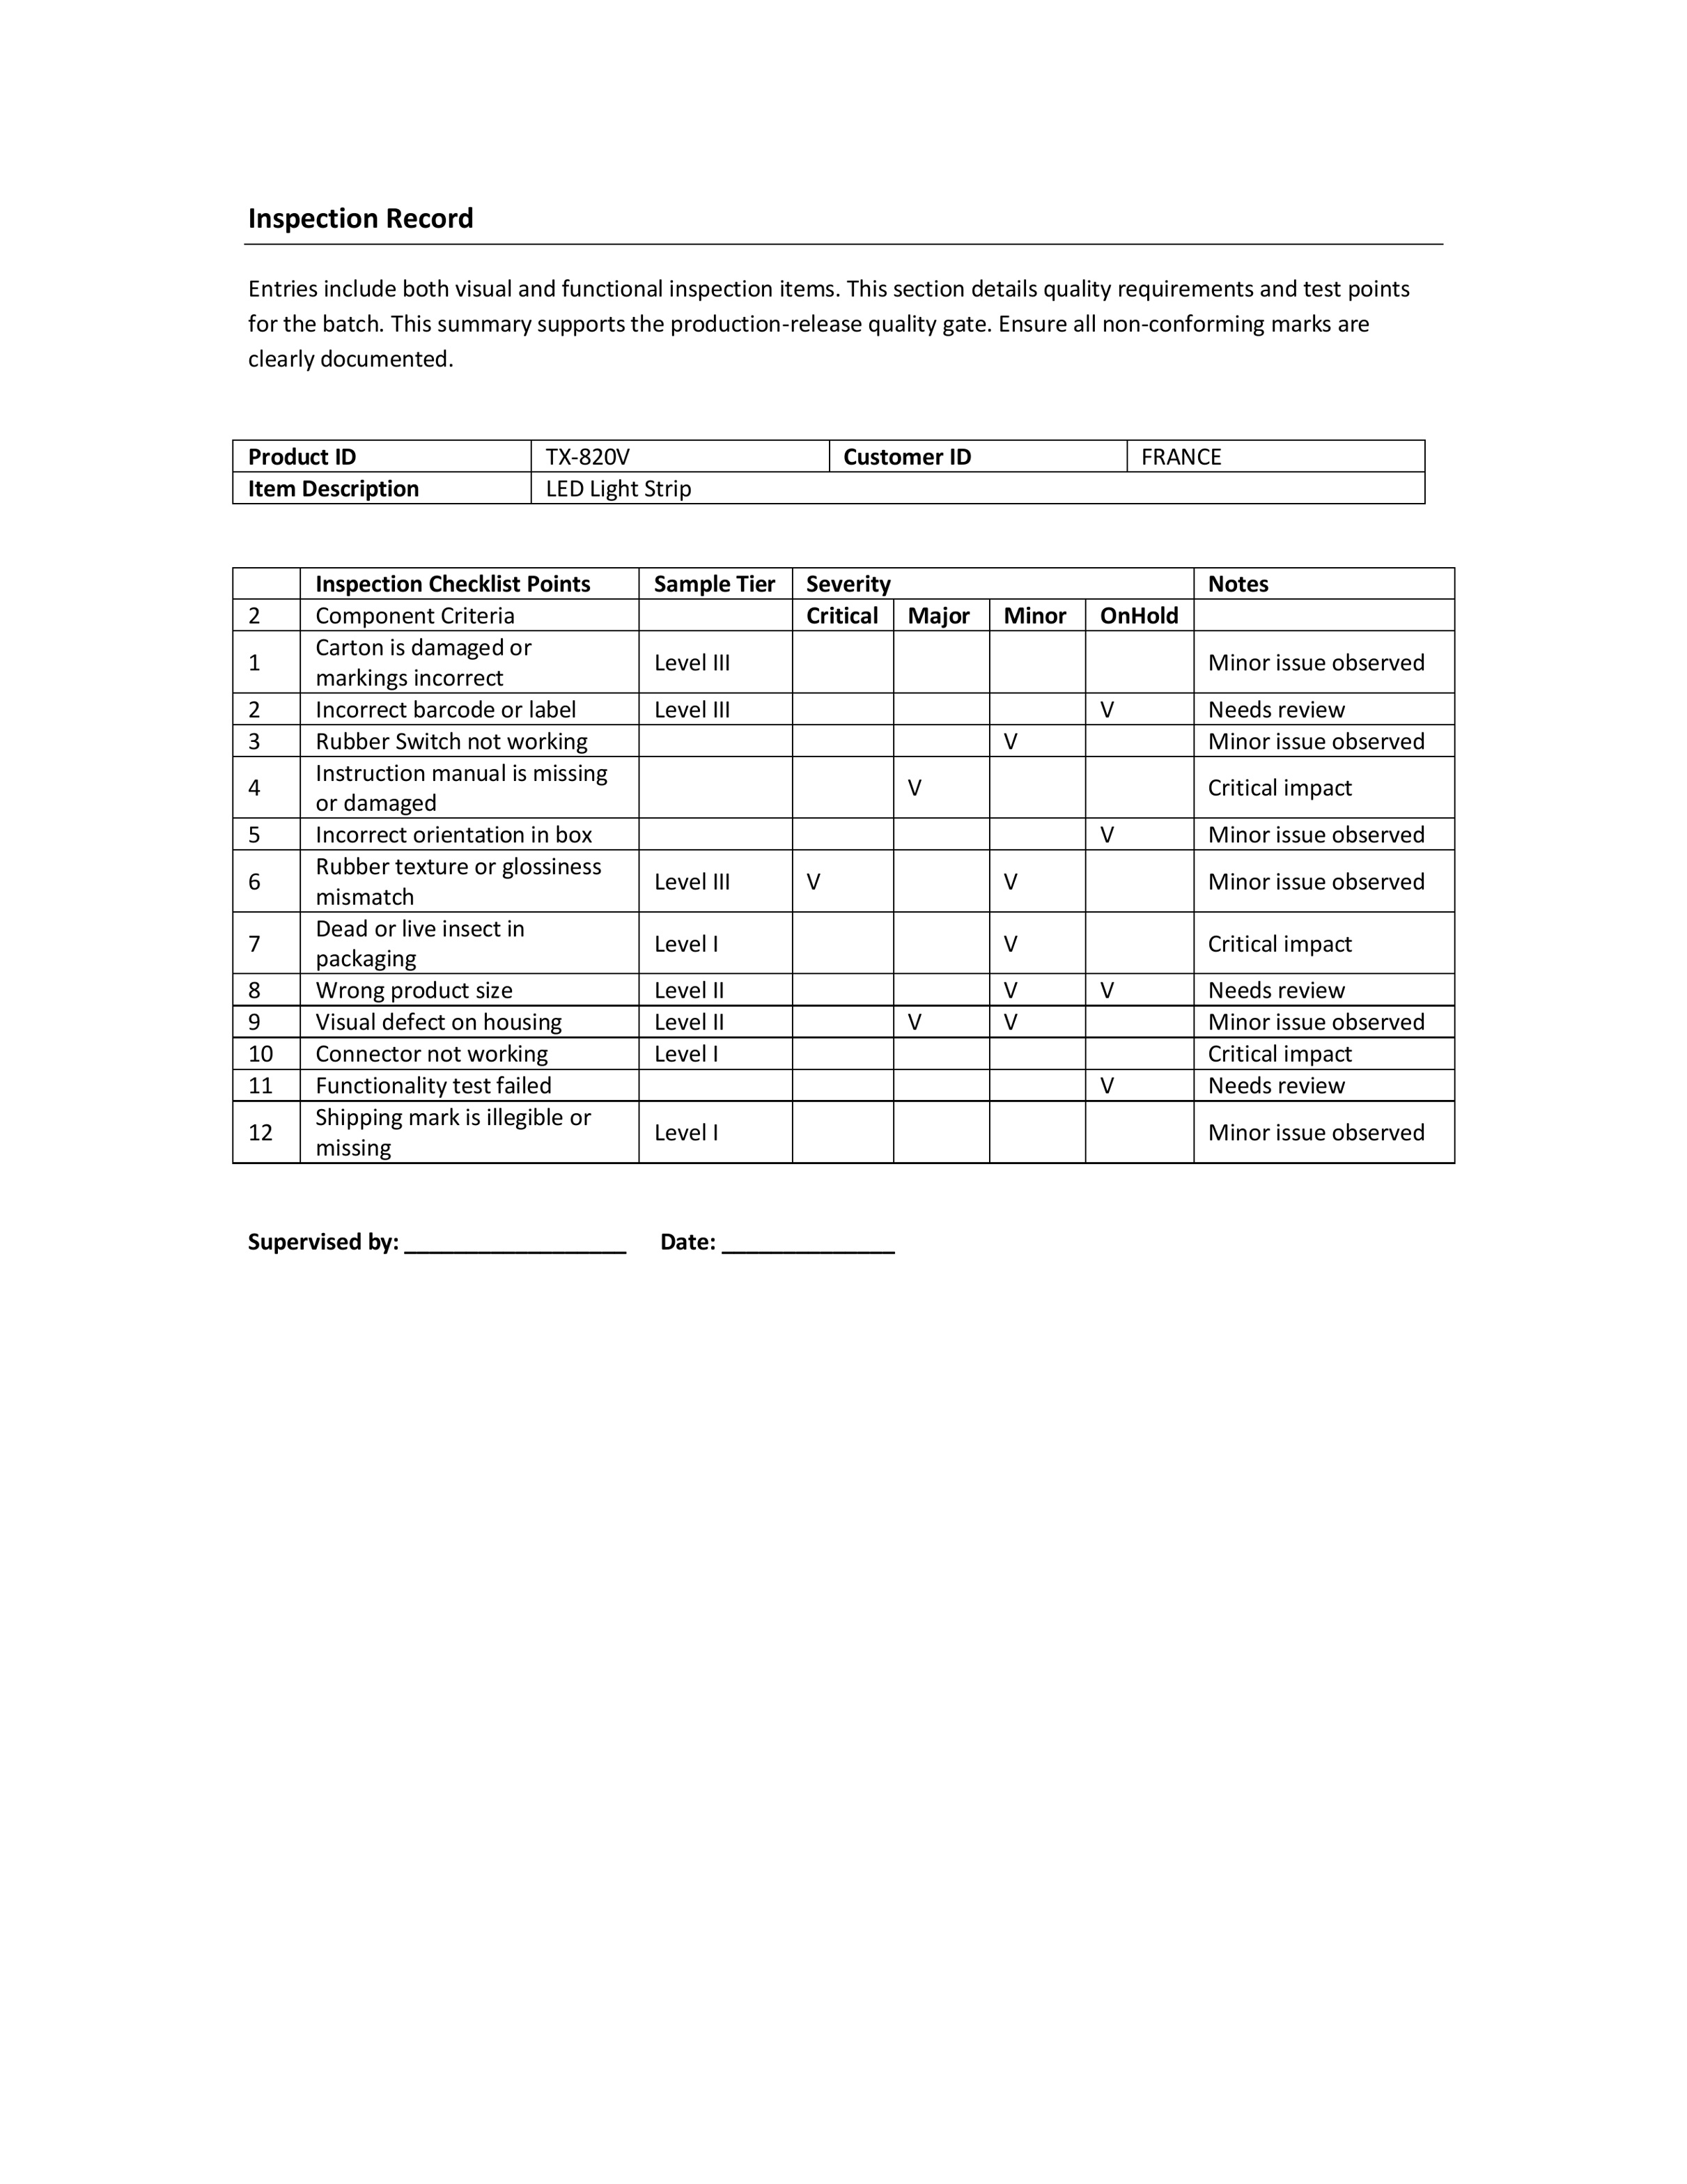 Inspection Record
Entries include both visual and functional inspection items. This section details quality requirements and test points
for the batch. This summary supports the production-release quality gate. Ensure all non-conforming marks are
clearly documented.
Product ID TX-820V Customer ID FRANCE
Item Description LED Light Strip
Inspection Checklist Points Sample Tier Severity Notes
2 Component Criteria Critical Major Minor OnHold
1 Carton is damaged or
markings incorrect Level III Minor issue observed
2 Incorrect barcode or label Level III V Needs review
3 Rubber Switch not working V Minor issue observed
4 Instruction manual is missing
or damaged V Critical impact
5 Incorrect orientation in box V Minor issue observed
6 Rubber texture or glossiness
mismatch Level III V V Minor issue observed
7 Dead or live insect in
packaging Level I V Critical impact
8 Wrong product size Level II V V Needs review
9 Visual defect on housing Level II V V Minor issue observed
10 Connector not working Level I Critical impact
11 Functionality test failed V Needs review
12 Shipping mark is illegible or
missing Level I Minor issue observed
Supervised by: __________________ Date: ______________